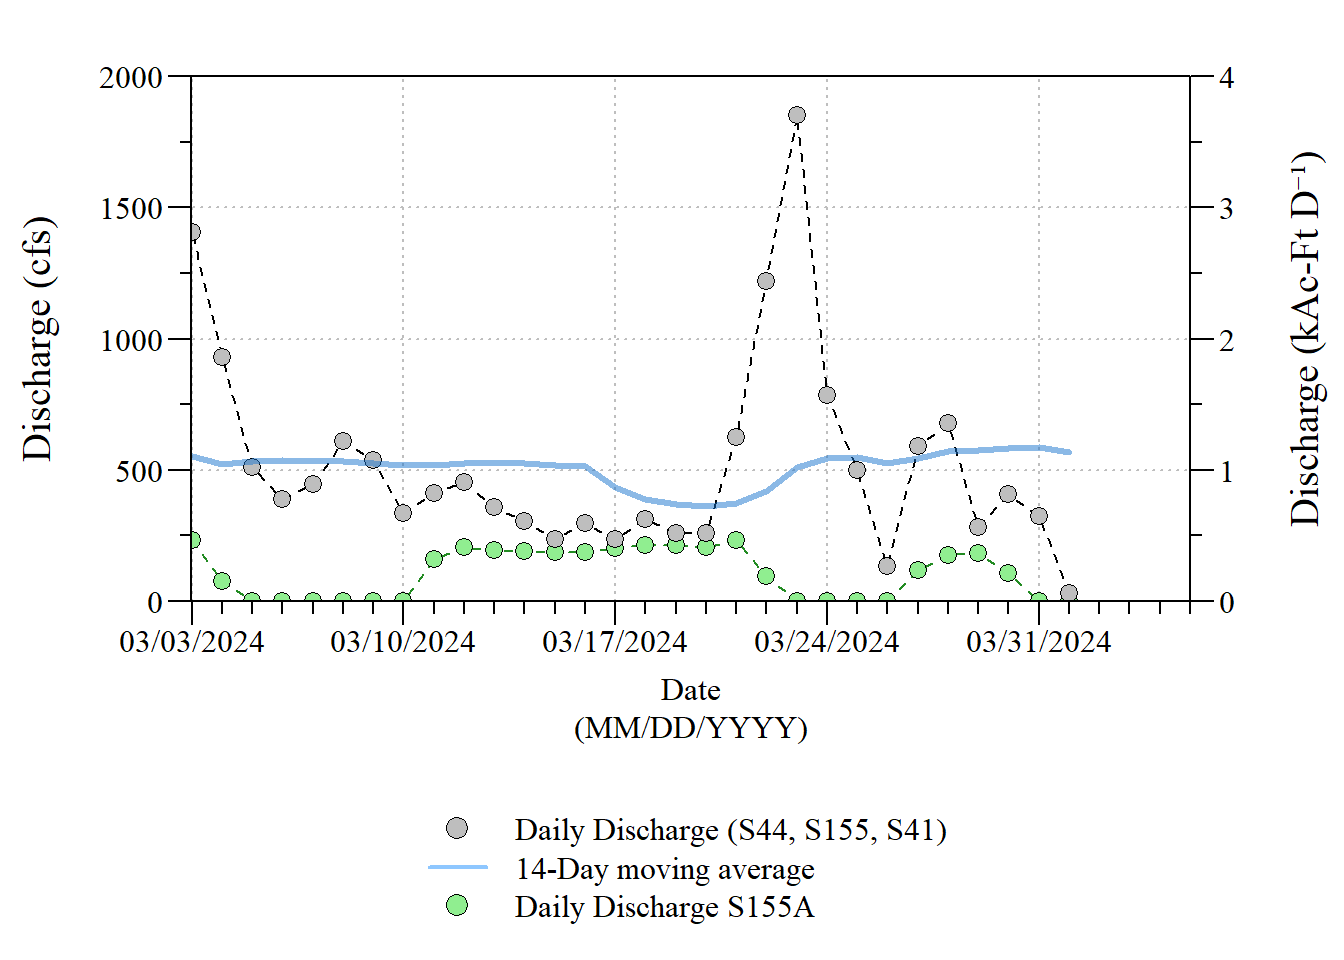 2000
1500
1000
500
0
Discharge (cfs)
4
3
2
1
0
Discharge (kAc-Ft D⁻¹)
03/03/2024
03/10/2024
03/17/2024
03/24/2024
03/31/2024
Date
(MM/DD/YYYY)
Daily Discharge (S44, S155, S41)
14-Day moving average
Daily Discharge S155A